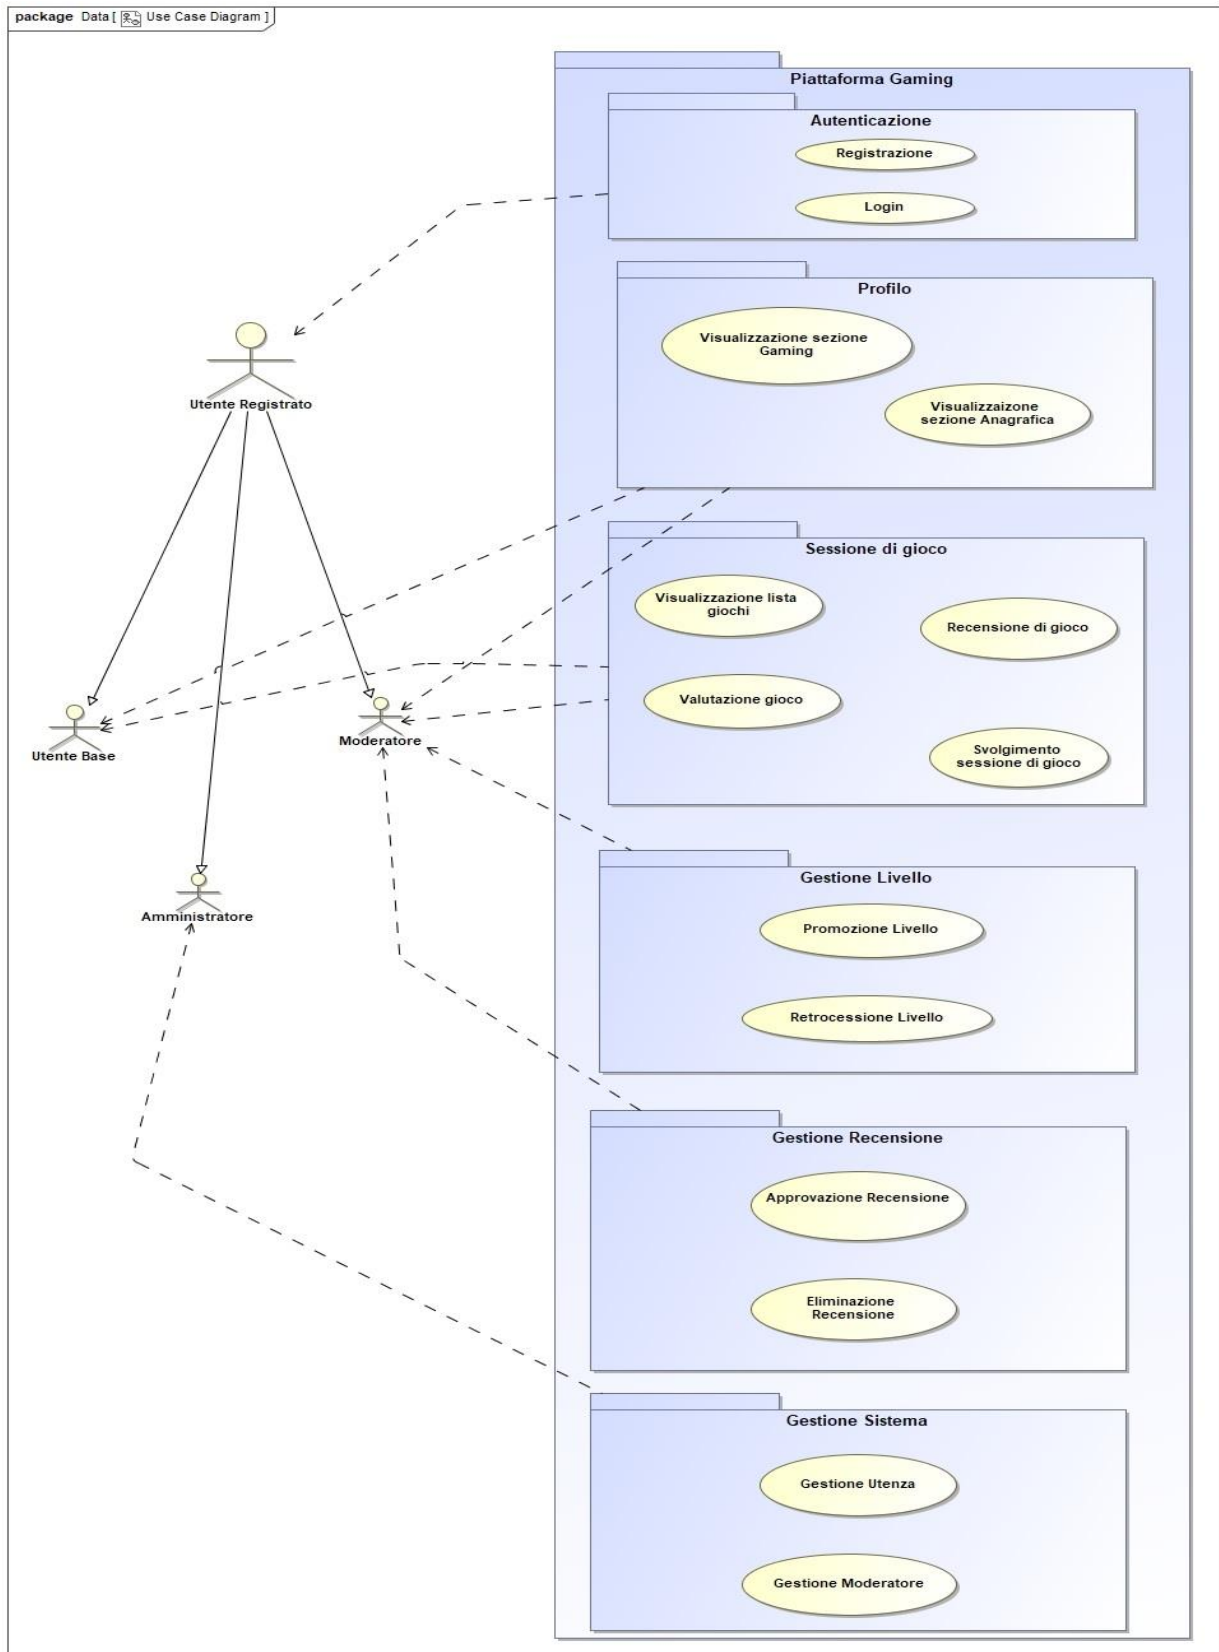 package Data [ Use Case Diagram ]
Piattaforma Gaming
Autenticazione
Registrazione
Login
Profilo
Visualizzazione sezione
Gaming
Visualizzaizone
sezione Anagrafica
Utente Registrato
Sessione di gioco
Visualizzazione lista
giochi
Recensione di gioco
Valutazione gioco
Svolgimento
sessione di gioco
Utente Base
Moderatore
Amministratore
Gestione Livello
Promozione Livello
Retrocessione Livello
Gestione Recensione
Approvazione Recensione
Eliminazione
Recensione
Gestione Sistema
Gestione Utenza
Gestione Moderatore